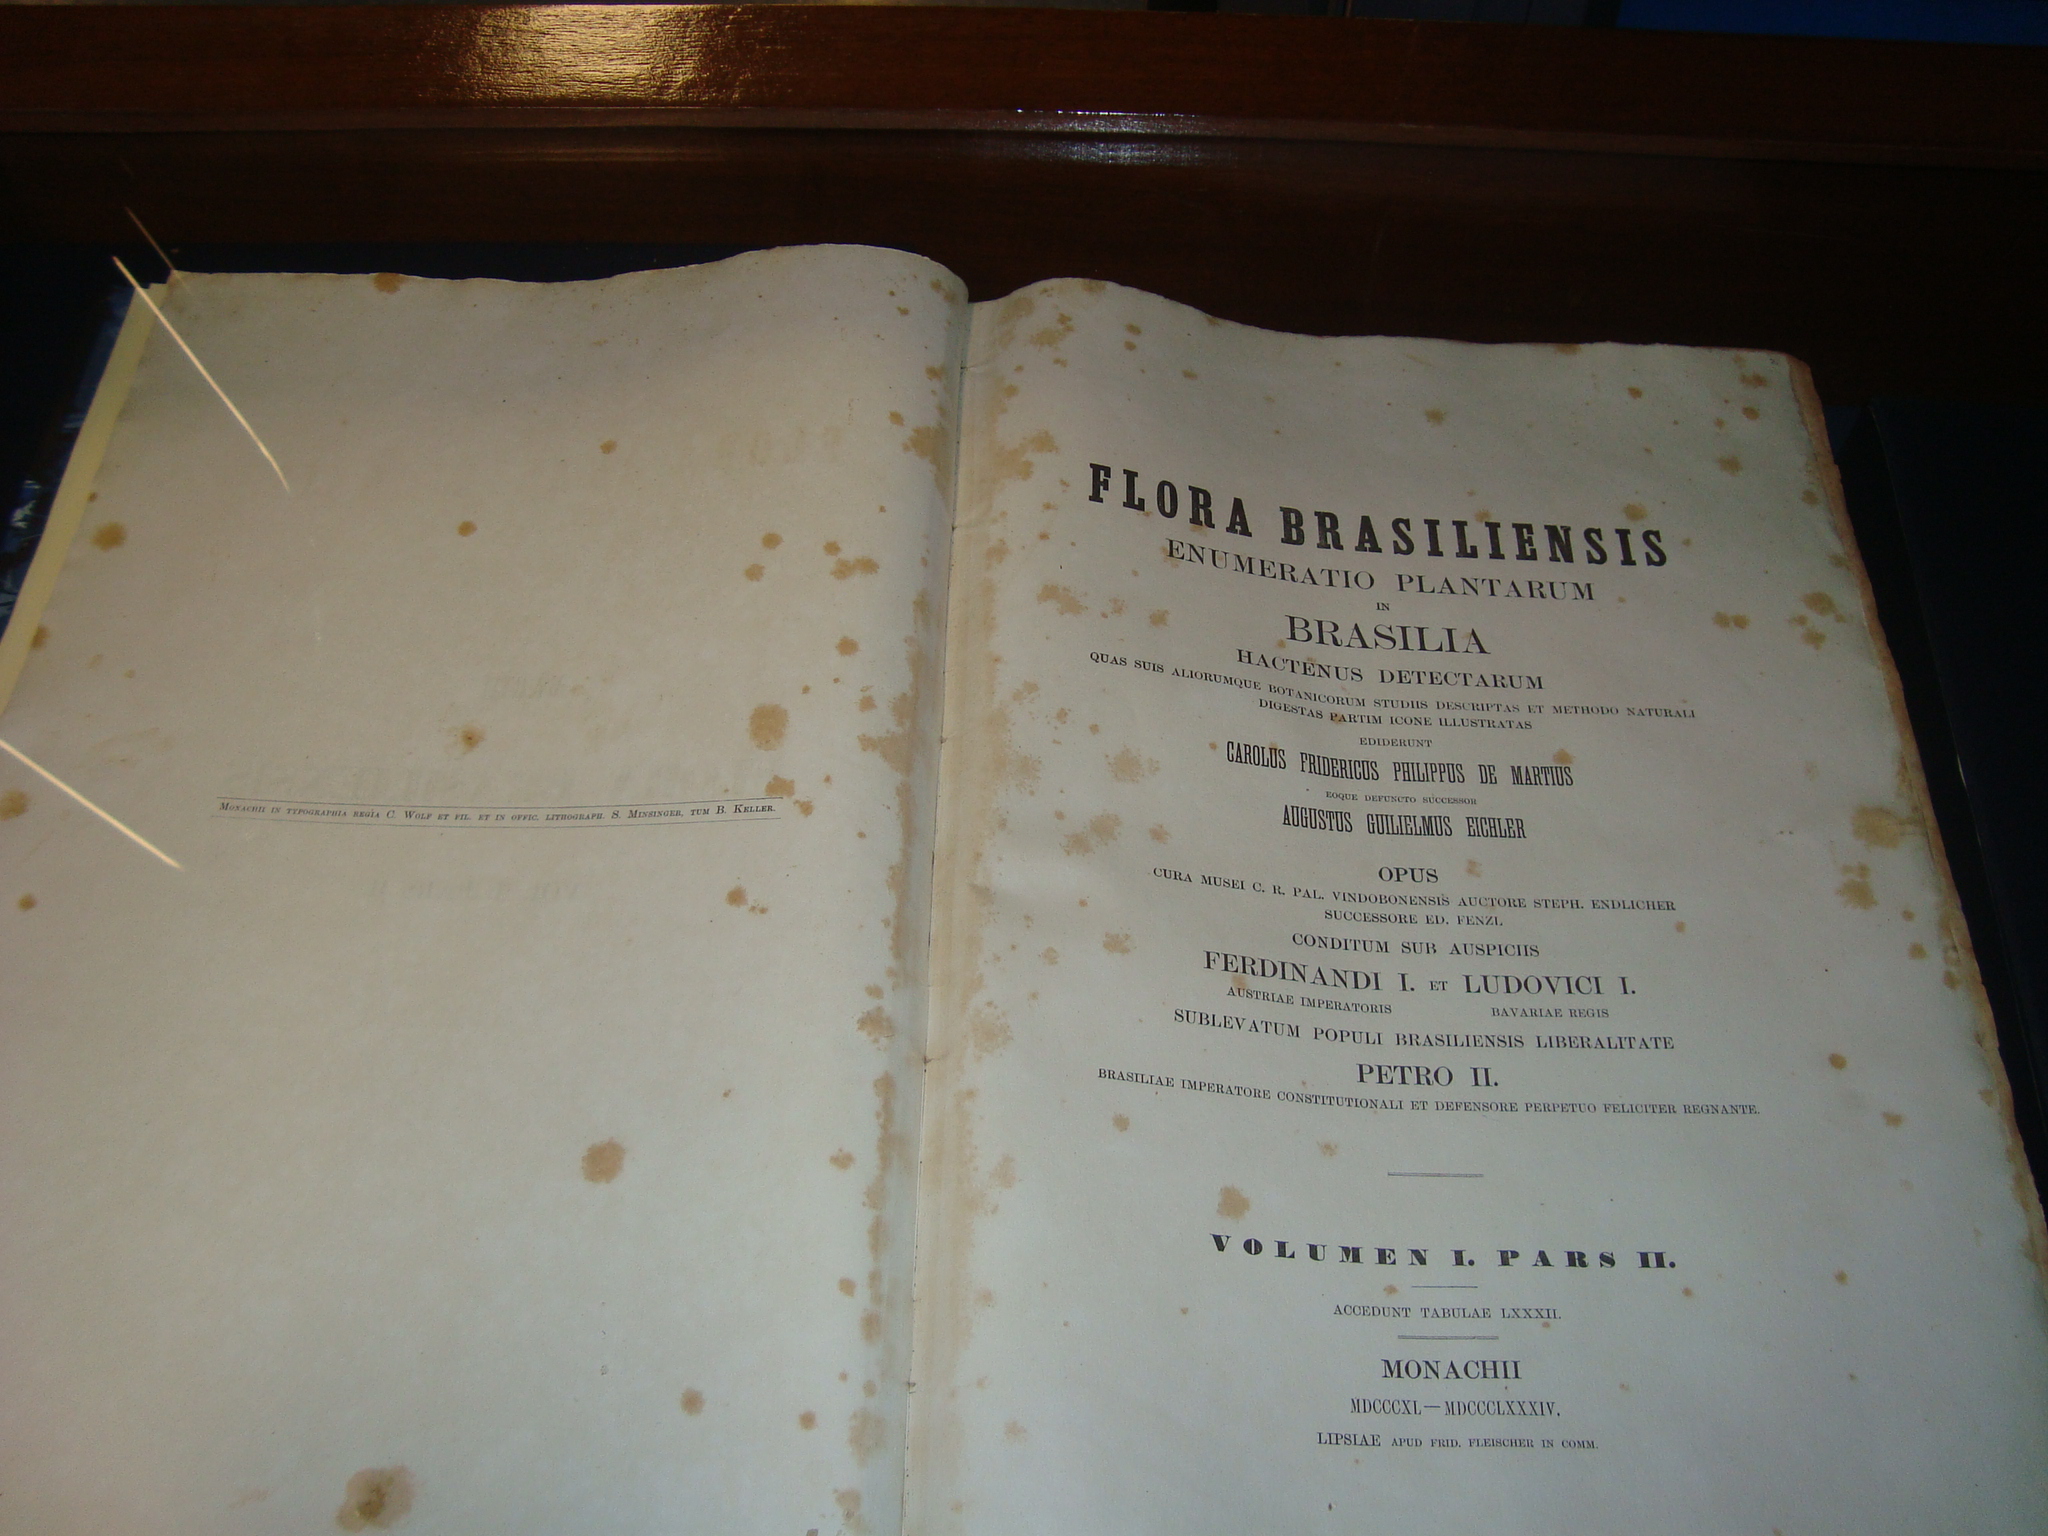 MONACHII IN TYPOGRAPHIA REGIA C. WOLF ET FIL. ET IN OFFIC. LITHOGRAPH. S. MINSINGER, TUM B. KELLER.
FLORA BRASILIENSIS
ENUMERATIO PLANTARUM
IN
BRASILIA
HACTENUS DETECTARUM
QUAS SUIS ALIORUMQUE BOTANICORUM STUDIIS DESCRIPTAS ET METHODO NATURALI
DIGESTAS PARTIM ICONE ILLUSTRATAS
EDIDERUNT
CAROLUS FRIDERICUS PHILIPPUS DE MARTIUS
EOQUE DEFUNCTO SUCCESSOR
AUGUSTUS GUILIELMUS EICHLER
OPUS
CURA MUSEI C. R. PAL. VINDOBONENSIS AUCTORE STEPH. ENDLICHER
SUCCESSORE ED. FENZL
CONDITUM SUB AUSPICIIS
FERDINANDI I. ET LUDOVICI I.
AUSTRIAE IMPERATORIS BAVARIAE REGIS
SUBLEVATUM POPULI BRASILIENSIS LIBERALITATE
PETRO II.
BRASILIAE IMPERATORE CONSTITUTIONALI ET DEFENSORE PERPETUO FELICITER REGNANTE.
VOLUMEN I. PARS II.
ACCEDUNT TABULAE LXXXII.
MONACHII
MDCCCXL—MDCCCLXXXIV.
LIPSIAE APUD FRID. FLEISCHER IN COMM.